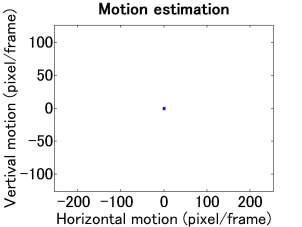 Motion estimation
Vertival motion (pixel/frame)
100
50
0
−50
−100
−200 −100 0 100 200
Horizontal motion (pixel/frame)